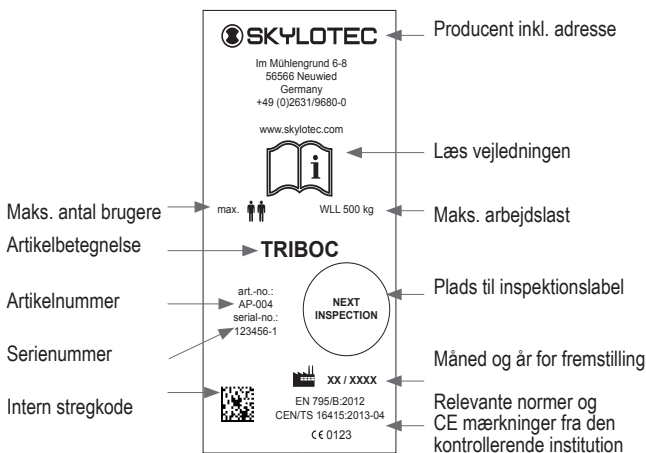 SKYLOTEC
Producent inkl. adresse
Im Mühlengrund 6-8
56566 Neuwied
Germany
+49 (0)2631/9680-0
www.skylotec.com
i
Læs vejledningen
Maks. antal brugere
max.
WLL 500 kg
Maks. arbejdslast
Artikelbetegnelse
TRIBOC
Artikelnummer
art.-no.:
AP-004
serial-no.:
123456-1
NEXT
INSPECTION
Plads til inspektionslabel
Serienummer
XX / XXXX
Måned og år for fremstilling
Intern stregkode
EN 795/B:2012
CEN/TS 16415:2013-04
CE 0123
Relevante normer og
CE mærkninger fra den
kontrollerende institution